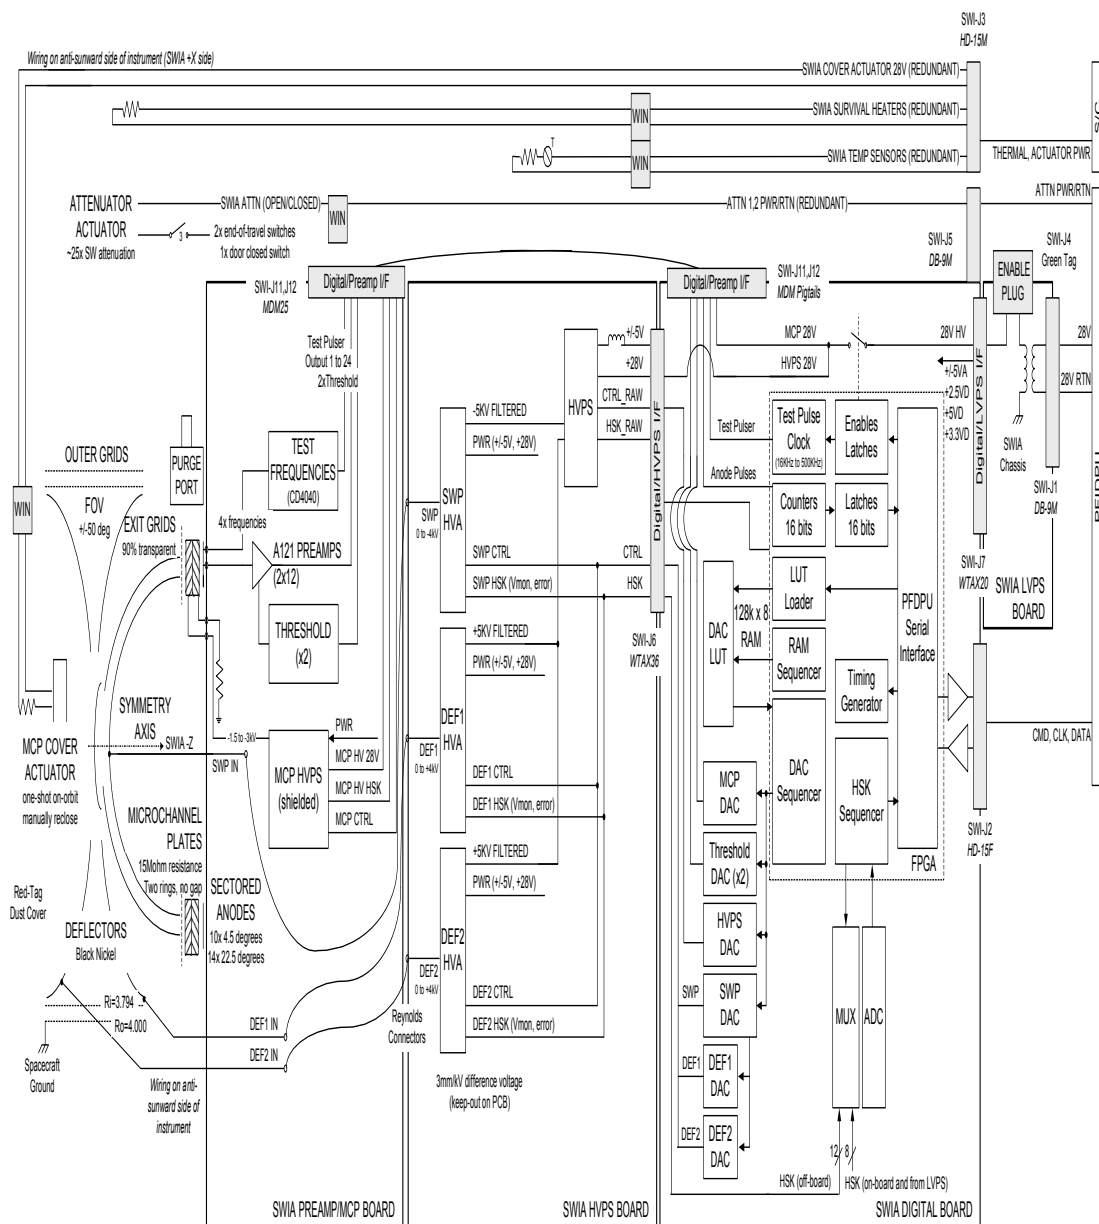 SWI-J3
HD-15M
Wiring on anti-sunward side of instrument (SWIA +X side)
SWIA COVER ACTUATOR 28V (REDUNDANT)
S/C
WIN
SWIA SURVIVAL HEATERS (REDUNDANT)
T
WIN
SWIA TEMP SENSORS (REDUNDANT)
THERMAL, ACTUATOR PWR
ATTN PWR/RTN
ATTENUATOR
ACTUATOR
~25x SW attenuation
SWIA ATTN (OPEN/CLOSED)
WIN
ATTN 1,2 PWR/RTN (REDUNDANT)
3
2x end-of-travel switches
1x door closed switch
SWI-J5
DB-9M
SWI-J4
Green Tag
ENABLE
PLUG
SWI-J11,J12
MDM25
Digital/Preamp I/F
Digital/Preamp I/F
SWI-J11,J12
MDM Pigtails
Test Pulser
Output 1 to 24
2xThreshold
+/-5V
+28V
CTRL_RAW
HSK_RAW
HVPS
Digital/HVPS I/F
MCP 28V
HVPS 28V
28V HV
Digital/LVPS I/F
+/-5VA
+2.5VD
+5VD
+3.3VD
28V
28V RTN
SWIA
Chassis
SWI-J1
DB-9M
-5KV FILTERED
PWR (+/-5V, +28V)
Test Pulser
Test Pulse
Clock
(16KHz to 500KHz)
Enables
Latches
OUTER GRIDS
PURGE
PORT
TEST
FREQUENCIES
(CD4040)
WIN
FOV
+/-50 deg
EXIT GRIDS
90% transparent
4x frequencies
A121 PREAMPS
(2x12)
SWP
0 to -4kV
SWP
HVA
Anode Pulses
Counters
16 bits
Latches
16 bits
SWP CTRL
SWP HSK (Vmon, error)
CTRL
HSK
SWI-J7
WTAX20
SWIA LVPS
BOARD
THRESHOLD
(x2)
DAC
LUT
128k x 8
RAM
LUT
Loader
RAM
Sequencer
PFDPU
Serial
Interface
+5KV FILTERED
PWR (+/-5V, +28V)
SWI-J6
WTAX36
Timing
Generator
SYMMETRY
AXIS
SWIA -Z
SWP IN
-1.5 to -3kV
PWR
MCP HV 28V
MCP HV HSK
MCP CTRL
MCP HVPS
(shielded)
DEF1
0 to +4kV
DEF1
HVA
DEF1 CTRL
DEF1 HSK (Vmon, error)
CMD, CLK, DATA
MCP COVER
ACTUATOR
one-shot on-orbit
manually reclose
MCP
DAC
DAC
Sequencer
HSK
Sequencer
MICROCHANNEL
PLATES
15Mohm resistance
Two rings, no gap
SWI-J2
HD-15F
FPGA
+5KV FILTERED
PWR (+/-5V, +28V)
Threshold
DAC (x2)
Red-Tag
Dust Cover
SECTORED
ANODES
10x 4.5 degrees
14x 22.5 degrees
DEFLECTORS
Black Nickel
DEF2
0 to +4kV
DEF2
HVA
HVPS
DAC
DEF2 CTRL
DEF2 HSK (Vmon, error)
SWP
SWP
DAC
MUX
ADC
Ri=3.794
Ro=4.000
DEF1 IN
DEF2 IN
Reynolds
Connectors
Spacecraft
Ground
Wiring on anti-
sunward side of
instrument
3mm/kV difference voltage
(keep-out on PCB)
DEF1
DEF1
DAC
DEF2
DEF2
DAC
12
8
HSK (off-board)
HSK (on-board and from LVPS)
SWIA PREAMP/MCP BOARD
SWIA HVPS BOARD
SWIA DIGITAL BOARD